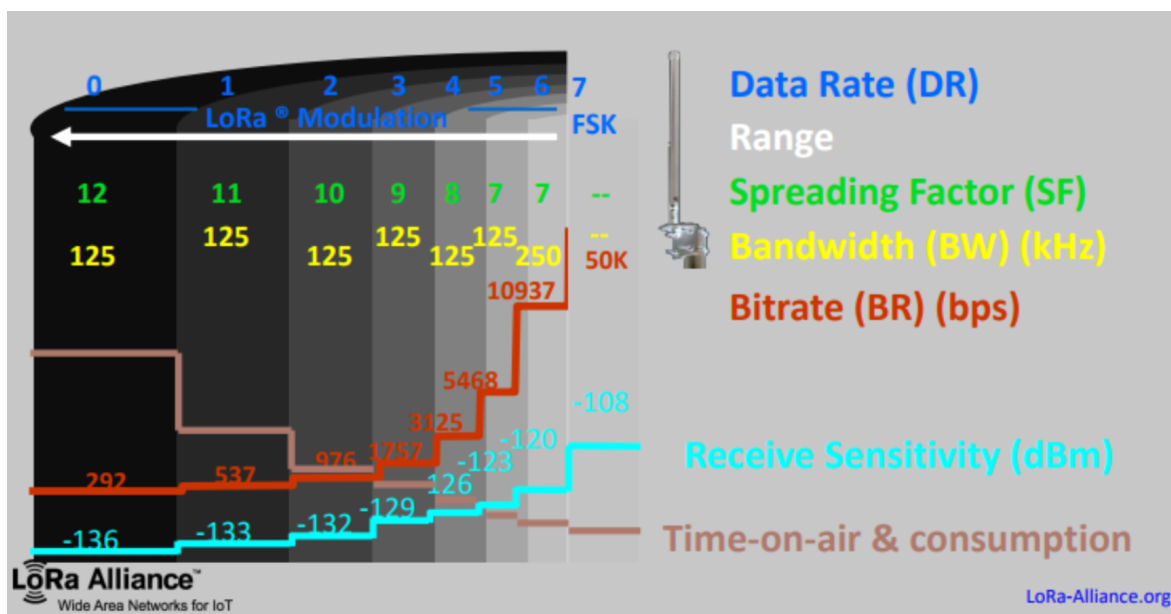 0 1 2 3 4 5 6 7
LoRa ® Modulation FSK
Data Rate (DR)
Range
12 11 10 9 8 7 7 --
Spreading Factor (SF)
125 125 125 125 125 125 250 --
Bandwidth (BW) (kHz)
292 537 976 1757 3125 5468 10937 50K
Bitrate (BR) (bps)
-136 -133 -132 -129 -126 -123 -120 -108
Receive Sensitivity (dBm)
Time-on-air & consumption
LoRa Alliance™
Wide Area Networks for IoT
LoRa-Alliance.org